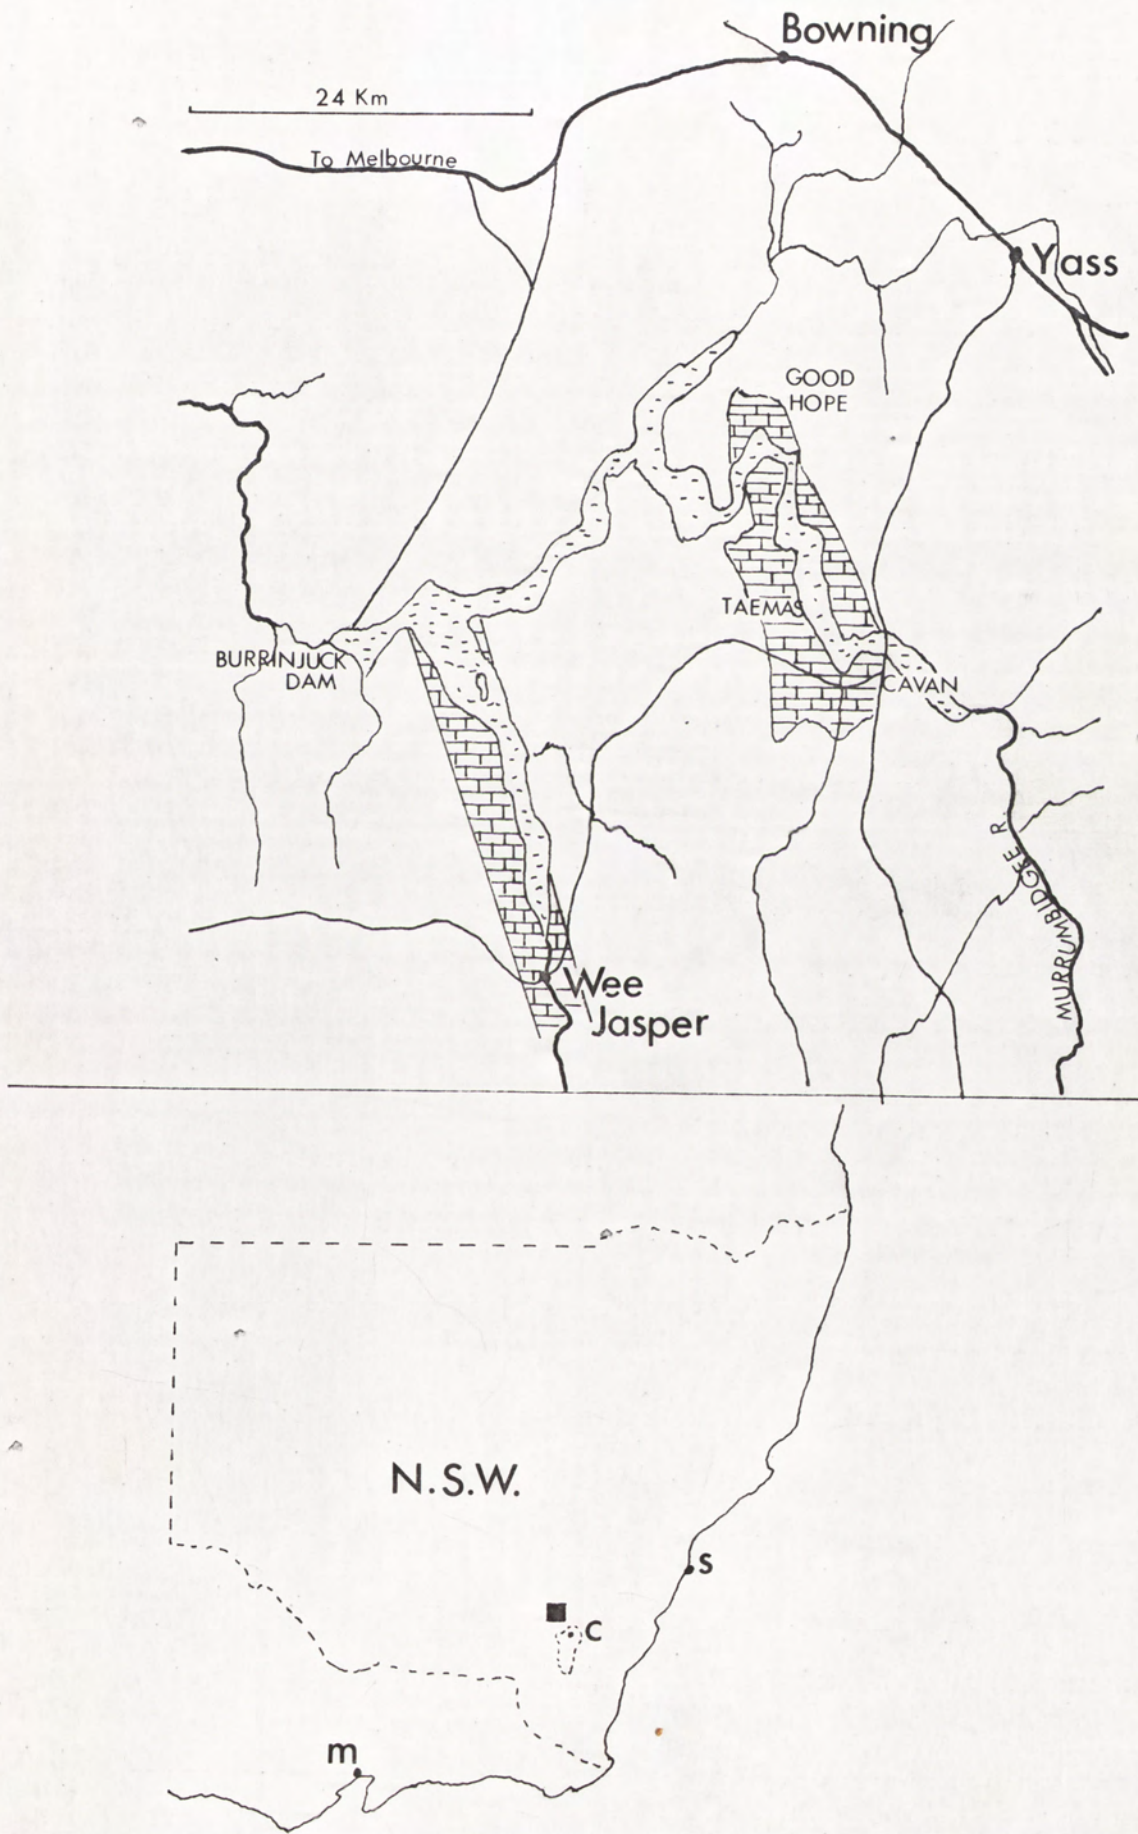 Bowning
24 Km
To Melbourne
Yass
GOOD
HOPE
TAEMAS
BURRINJUCK
DAM
CAVAN
MURRUMBIDGEE R.
Wee
Jasper
N.S.W.
s
c
m